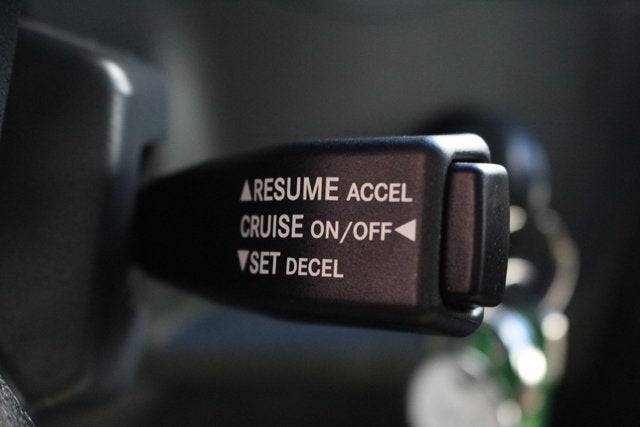 ▲RESUME ACCEL
CRUISE ON/OFF◀
▼SET DECEL